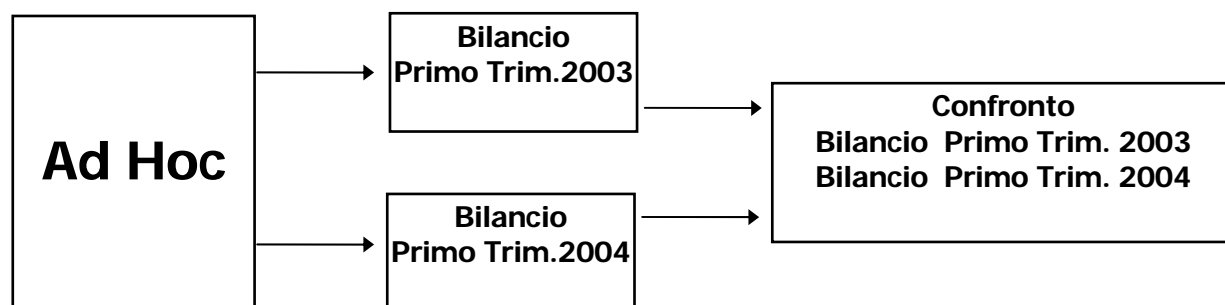 Ad Hoc
Bilancio
Primo Trim.2003
Bilancio
Primo Trim.2004
Confronto
Bilancio Primo Trim. 2003
Bilancio Primo Trim. 2004